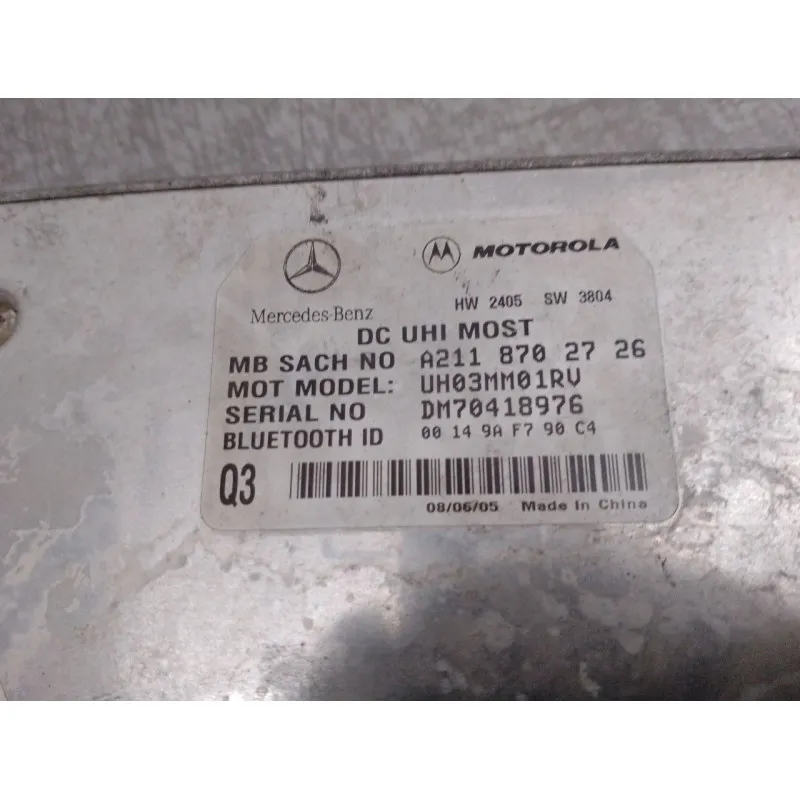 MOTOROLA
Mercedes-Benz
HW 2405 SW 3804
DC UHI MOST
MB SACH NO A211 870 27 26
MOT MODEL: UH03MM01RV
SERIAL NO DM70418976
BLUETOOTH ID 00 14 9A F7 90 C4
Q3
08/06/05 Made In China